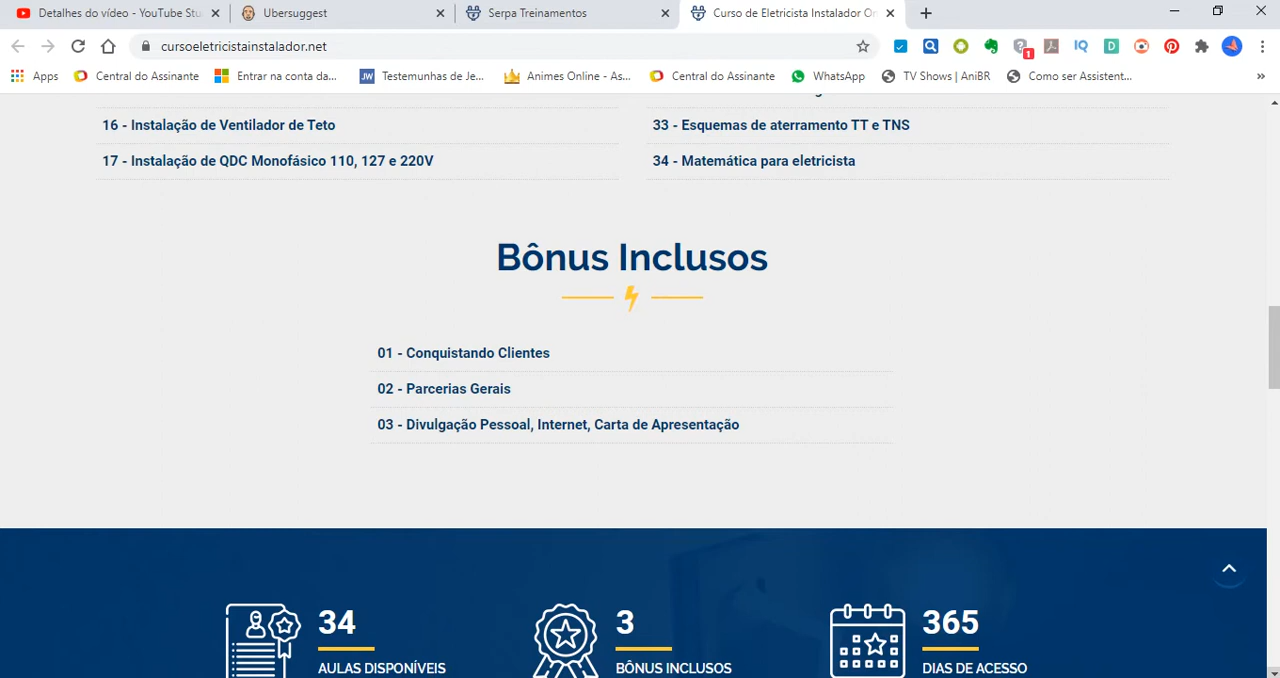 Detalhes do vídeo - YouTube Stu
Ubersuggest
Serpa Treinamentos
Curso de Eletricista Instalador On
cursoeletricistainstalador.net
1
IQ
D
Apps
Central do Assinante
Entrar na conta da...
JW
Testemunhas de Je...
Animes Online - As...
Central do Assinante
WhatsApp
TV Shows | AniBR
Como ser Assistent...
»
16 - Instalação de Ventilador de Teto
33 - Esquemas de aterramento TT e TNS
17 - Instalação de QDC Monofásico 110, 127 e 220V
34 - Matemática para eletricista
Bônus Inclusos
01 - Conquistando Clientes
02 - Parcerias Gerais
03 - Divulgação Pessoal, Internet, Carta de Apresentação
34
AULAS DISPONÍVEIS
3
BÔNUS INCLUSOS
365
DIAS DE ACESSO